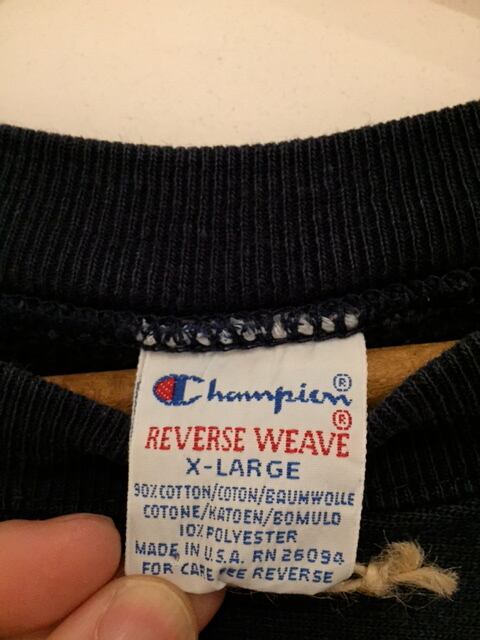 Champion®
REVERSE WEAVE®
X-LARGE
90% COTTON/COTON/BAUMWOLLE
COTONE/KATOEN/BOMULD
10% POLYESTER
MADE IN U.S.A. RN 26094
FOR CARE SEE REVERSE